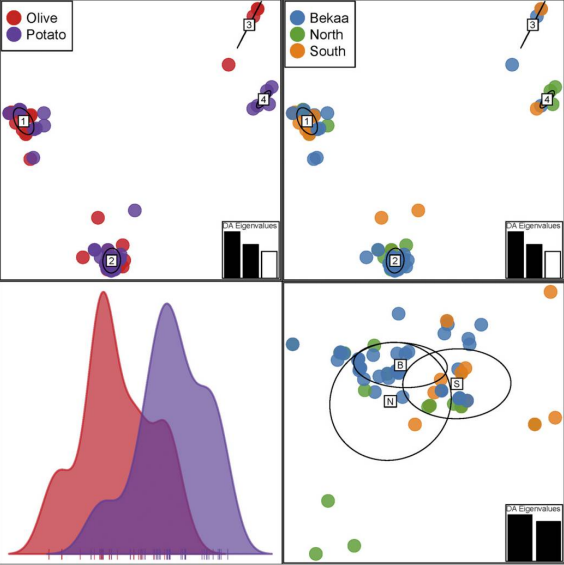 Olive
Potato
3
4
1
2
DA Eigenvalues
Bekaa
North
South
3
4
1
2
DA Eigenvalues
B
S
N
DA Eigenvalues